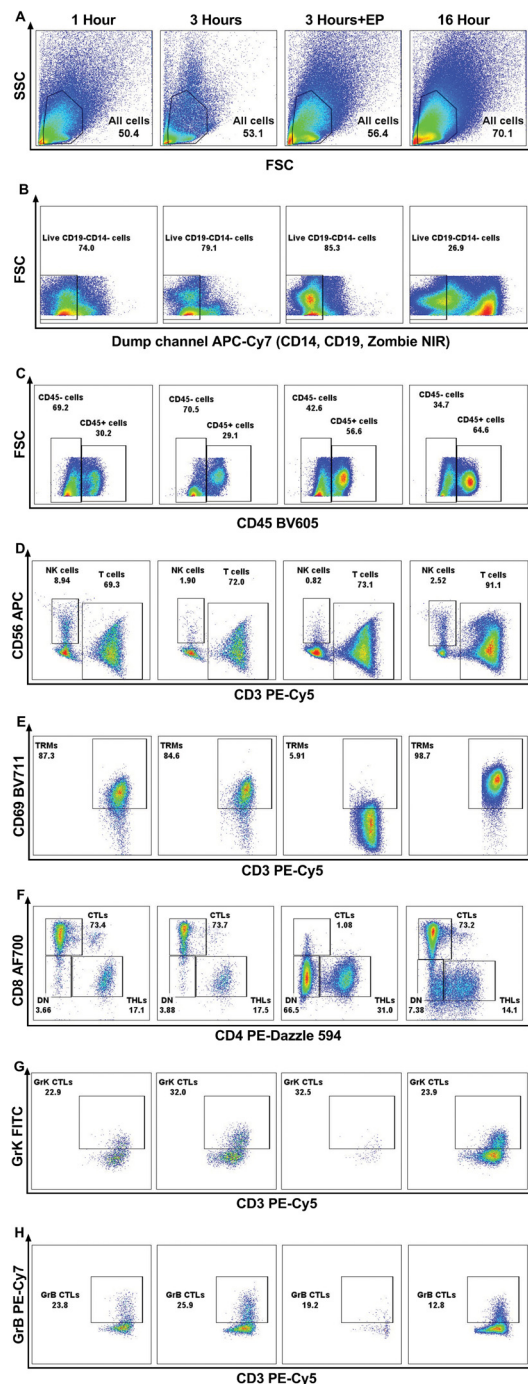 A
1 Hour
3 Hours
3 Hours+EP
16 Hour
SSC
All cells
50.4
All cells
53.1
All cells
56.4
All cells
70.1
FSC
B
FSC
Live CD19-CD14- cells
74.0
Live CD19-CD14- cells
79.1
Live CD19-CD14- cells
85.3
Live CD19-CD14- cells
26.9
Dump channel APC-Cy7 (CD14, CD19, Zombie NIR)
C
FSC
CD45- cells
69.2
CD45+ cells
30.2
CD45- cells
70.5
CD45+ cells
29.1
CD45- cells
42.6
CD45+ cells
56.6
CD45- cells
34.7
CD45+ cells
64.6
CD45 BV605
D
CD56 APC
NK cells
8.94
T cells
69.3
NK cells
1.90
T cells
72.0
NK cells
0.82
T cells
73.1
NK cells
2.52
T cells
91.1
CD3 PE-Cy5
E
CD69 BV711
TRMs
87.3
TRMs
84.6
TRMs
5.91
TRMs
98.7
CD3 PE-Cy5
F
CD8 AF700
CTLs
73.4
DN
3.66
THLs
17.1
CTLs
73.7
DN
3.88
THLs
17.5
CTLs
1.08
DN
66.5
THLs
31.0
CTLs
73.2
DN
7.38
THLs
14.1
CD4 PE-Dazzle 594
G
GrK FITC
GrK CTLs
22.9
GrK CTLs
32.0
GrK CTLs
32.5
GrK CTLs
23.9
CD3 PE-Cy5
H
GrB PE-Cy7
GrB CTLs
23.8
GrB CTLs
25.9
GrB CTLs
19.2
GrB CTLs
12.8
CD3 PE-Cy5